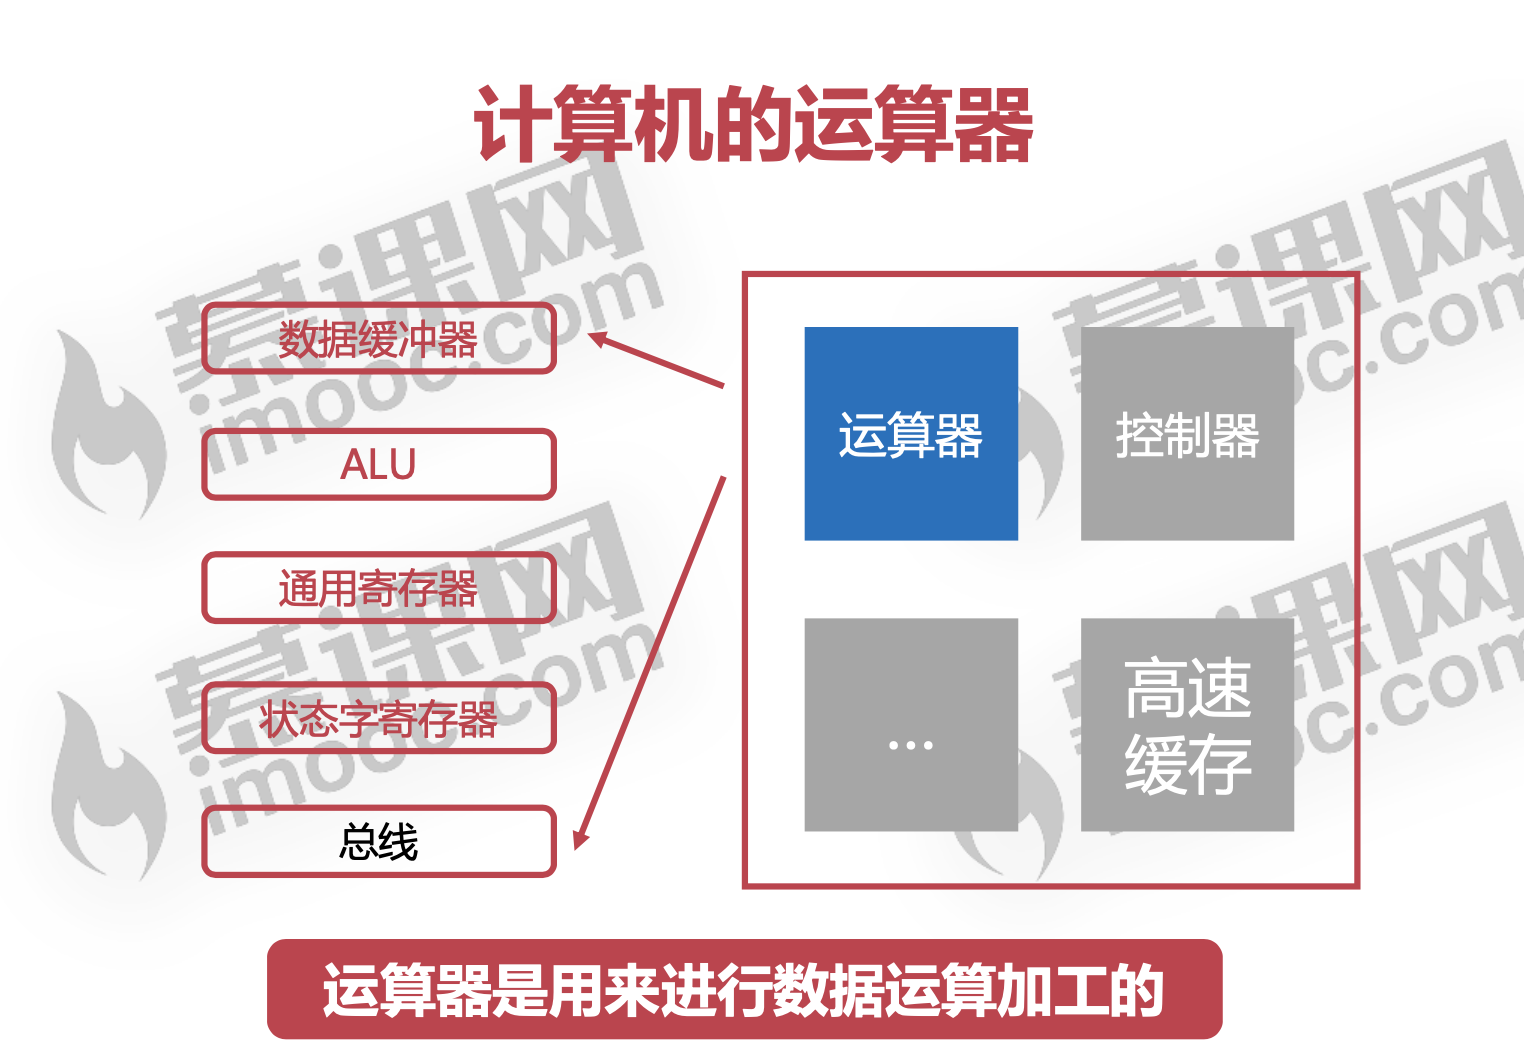 计算机的运算器
数据缓冲器
ALU
通用寄存器
状态字寄存器
总线
运算器
控制器
...
高速
缓存
运算器是用来进行数据运算加工的
慕课网
imooc.com
慕课网
imooc.com
慕课网
imooc.com
慕课网
imooc.com